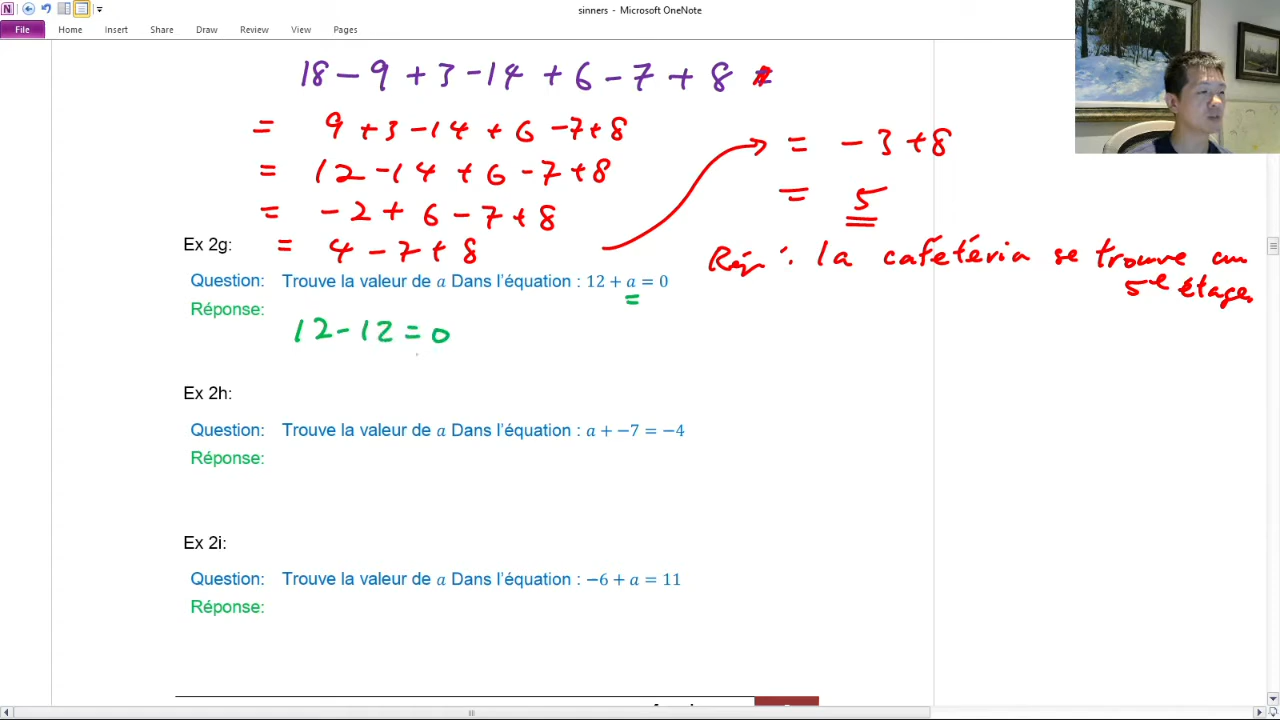 sinners - Microsoft OneNote
File Home Insert Share Draw Review View Pages
18 - 9 + 3 - 14 + 6 - 7 + 8
= 9 + 3 - 14 + 6 - 7 + 8
= 12 - 14 + 6 - 7 + 8
= -2 + 6 - 7 + 8
= 4 - 7 + 8
= -3 + 8
= 5
Rép : la cafétéria se trouve au
5e étage
Ex 2g:
Question: Trouve la valeur de a Dans l'équation : 12 + a = 0
Réponse:
12 - 12 = 0
Ex 2h:
Question: Trouve la valeur de a Dans l'équation : a + −7 = −4
Réponse:
Ex 2i:
Question: Trouve la valeur de a Dans l'équation : −6 + a = 11
Réponse: